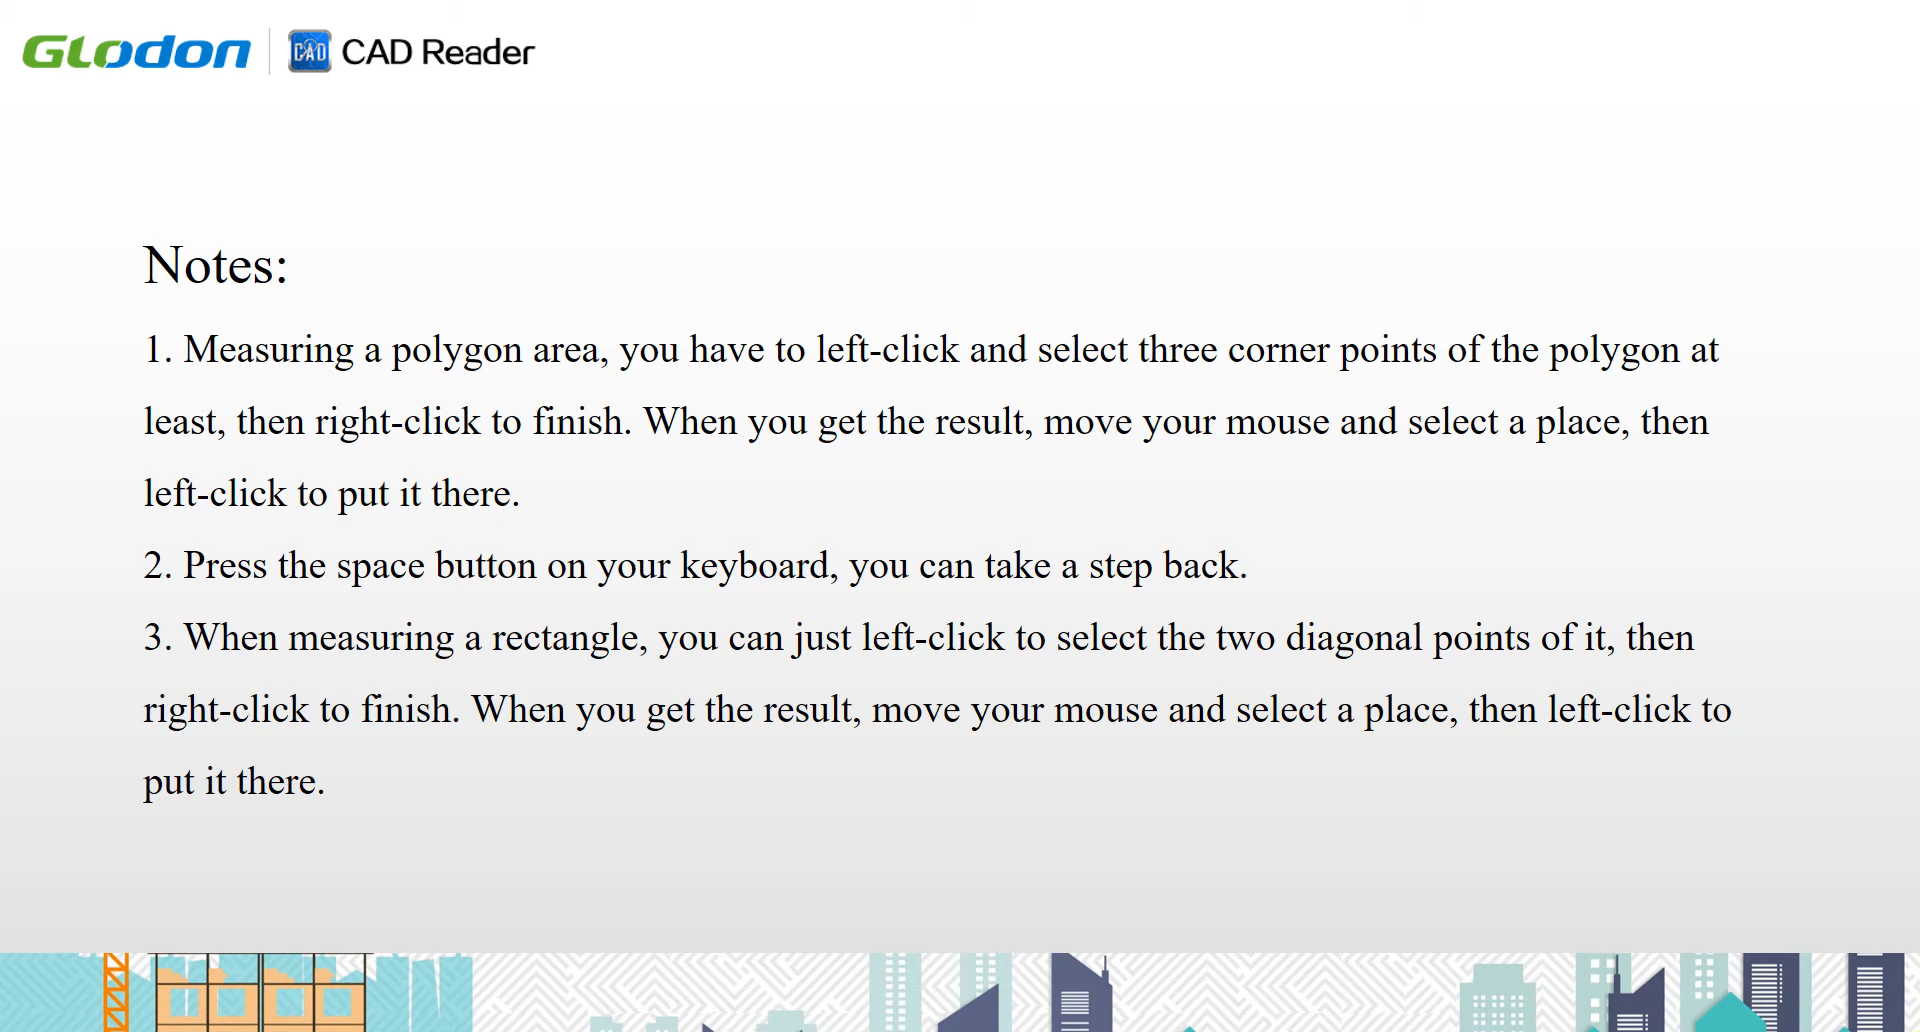 GLODON
CAD CAD Reader
Notes:
1. Measuring a polygon area, you have to left-click and select three corner points of the polygon at
least, then right-click to finish. When you get the result, move your mouse and select a place, then
left-click to put it there.
2. Press the space button on your keyboard, you can take a step back.
3. When measuring a rectangle, you can just left-click to select the two diagonal points of it, then
right-click to finish. When you get the result, move your mouse and select a place, then left-click to
put it there.